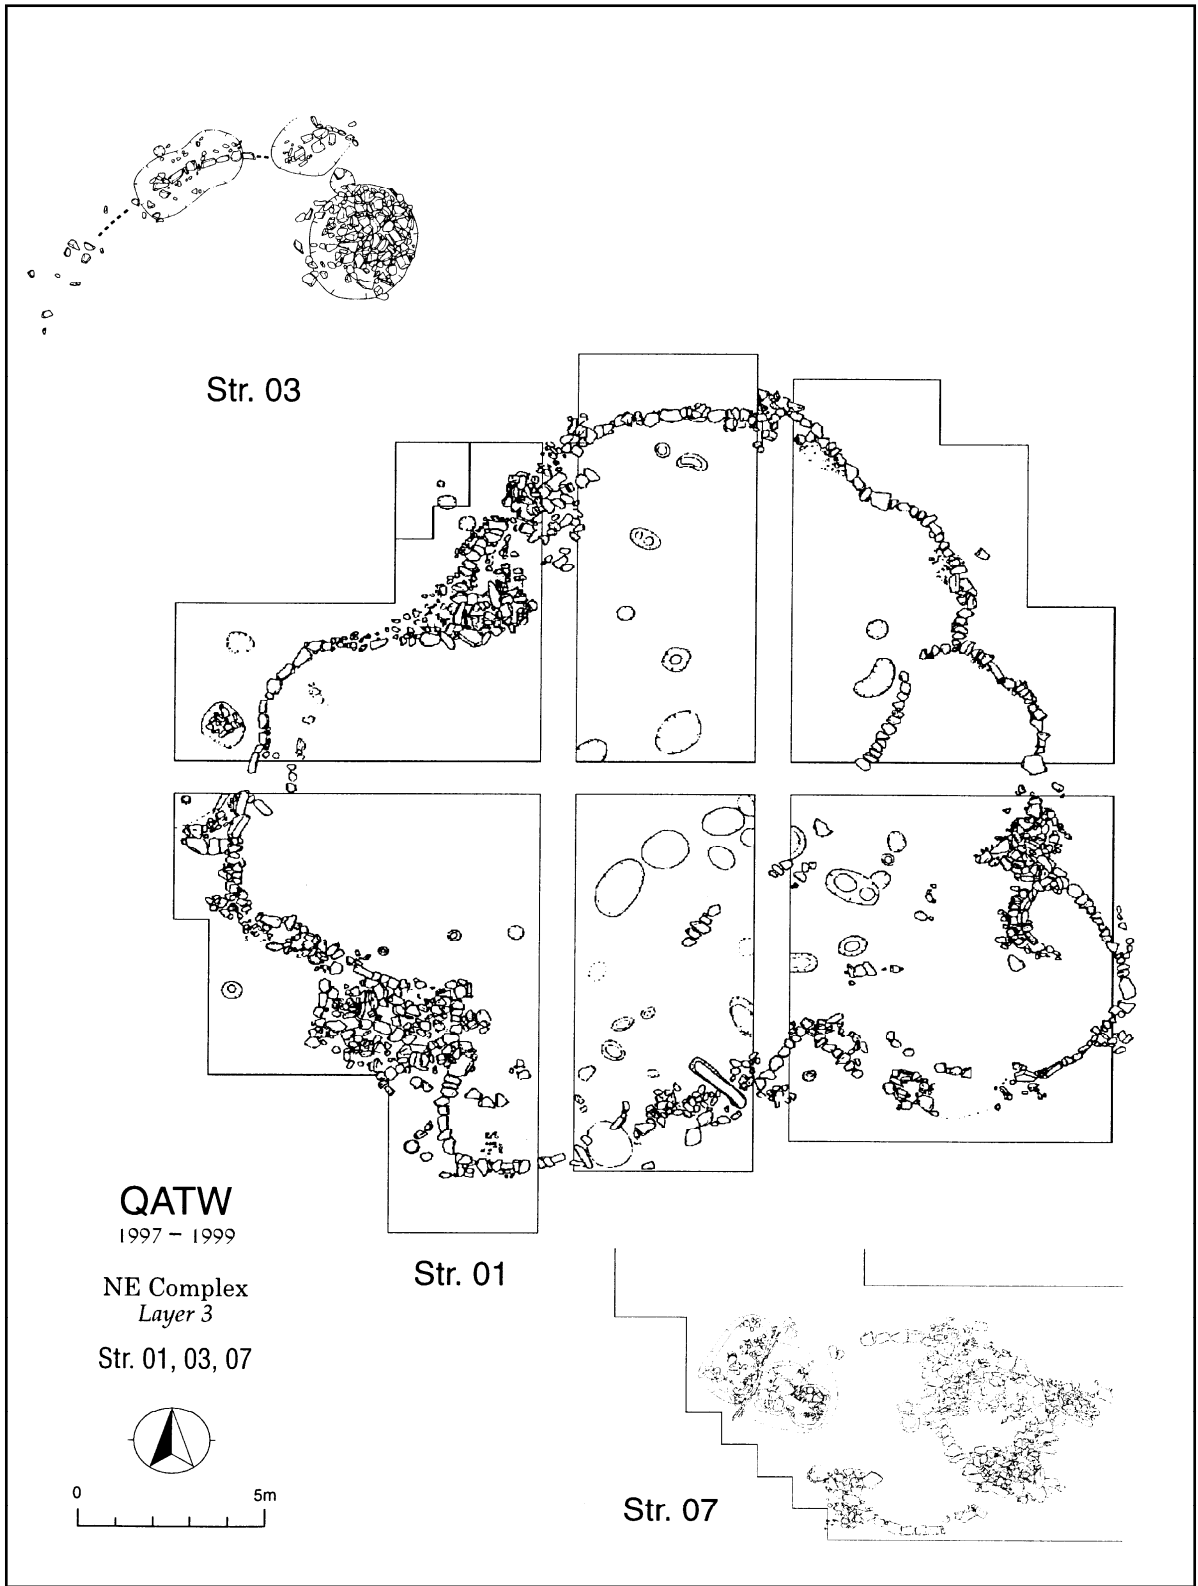 Str. 03
QATW
1997 – 1999
Str. 01
NE Complex
Layer 3
Str. 01, 03, 07
0 5m
Str. 07